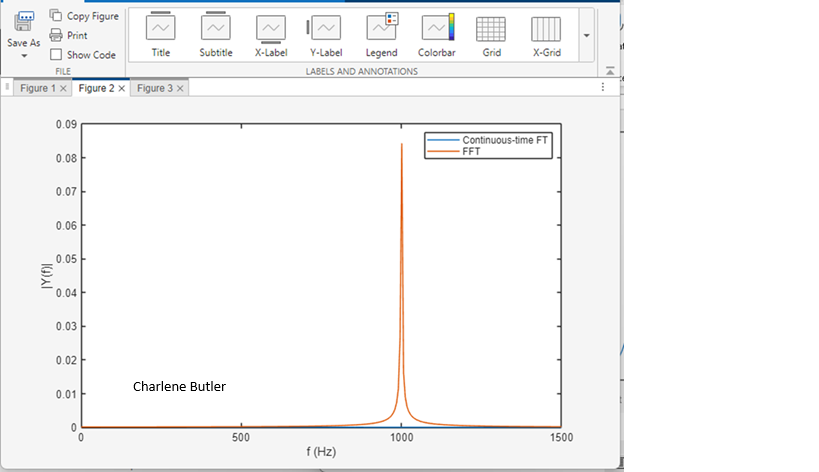 Save As
Copy Figure
Print
Show Code
FILE
Title
Subtitle
X-Label
Y-Label
Legend
Colorbar
Grid
X-Grid
LABELS AND ANNOTATIONS
Figure 1
Figure 2
Figure 3
0.09
0.08
0.07
0.06
0.05
0.04
0.03
0.02
0.01
0
|Y(f)|
Continuous-time FT
FFT
Charlene Butler
0
500
1000
1500
f (Hz)